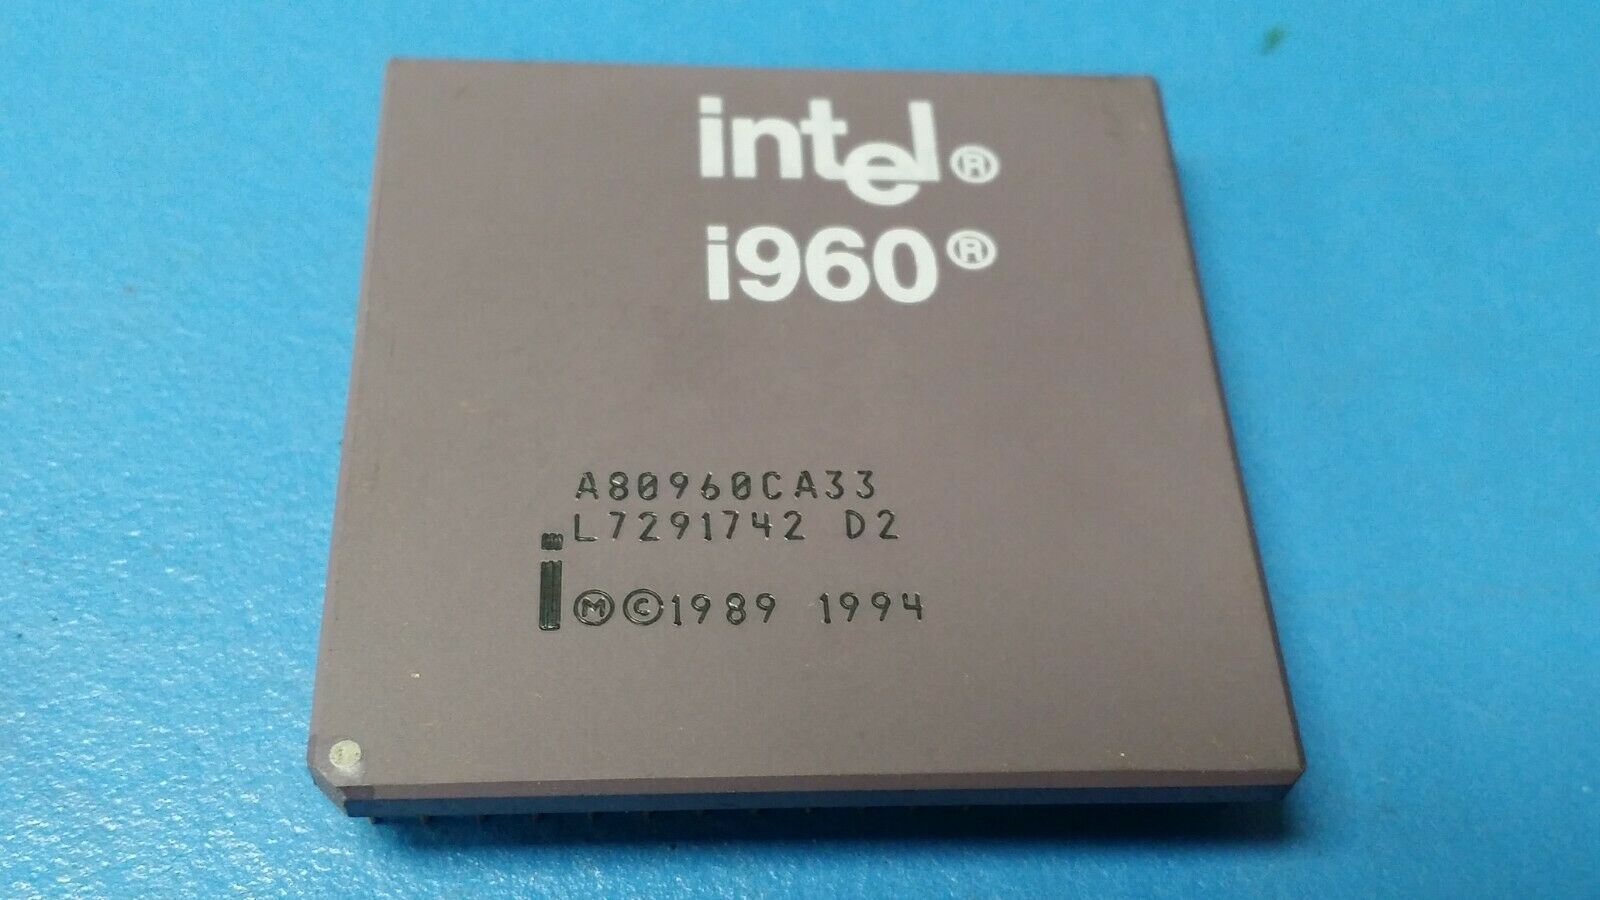 intel®
i960®
A80960CA33
L7291742 D2
i Ⓜ©1989 1994